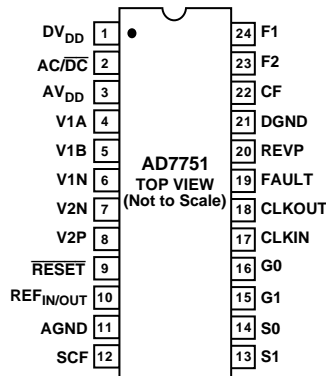 DVDD 1 24 F1
AC/DC 2 23 F2
AVDD 3 22 CF
V1A 4 21 DGND
V1B 5 20 REVP
V1N 6 19 FAULT
V2N 7 18 CLKOUT
V2P 8 17 CLKIN
RESET 9 16 G0
REFIN/OUT 10 15 G1
AGND 11 14 S0
SCF 12 13 S1
AD7751
TOP VIEW
(Not to Scale)